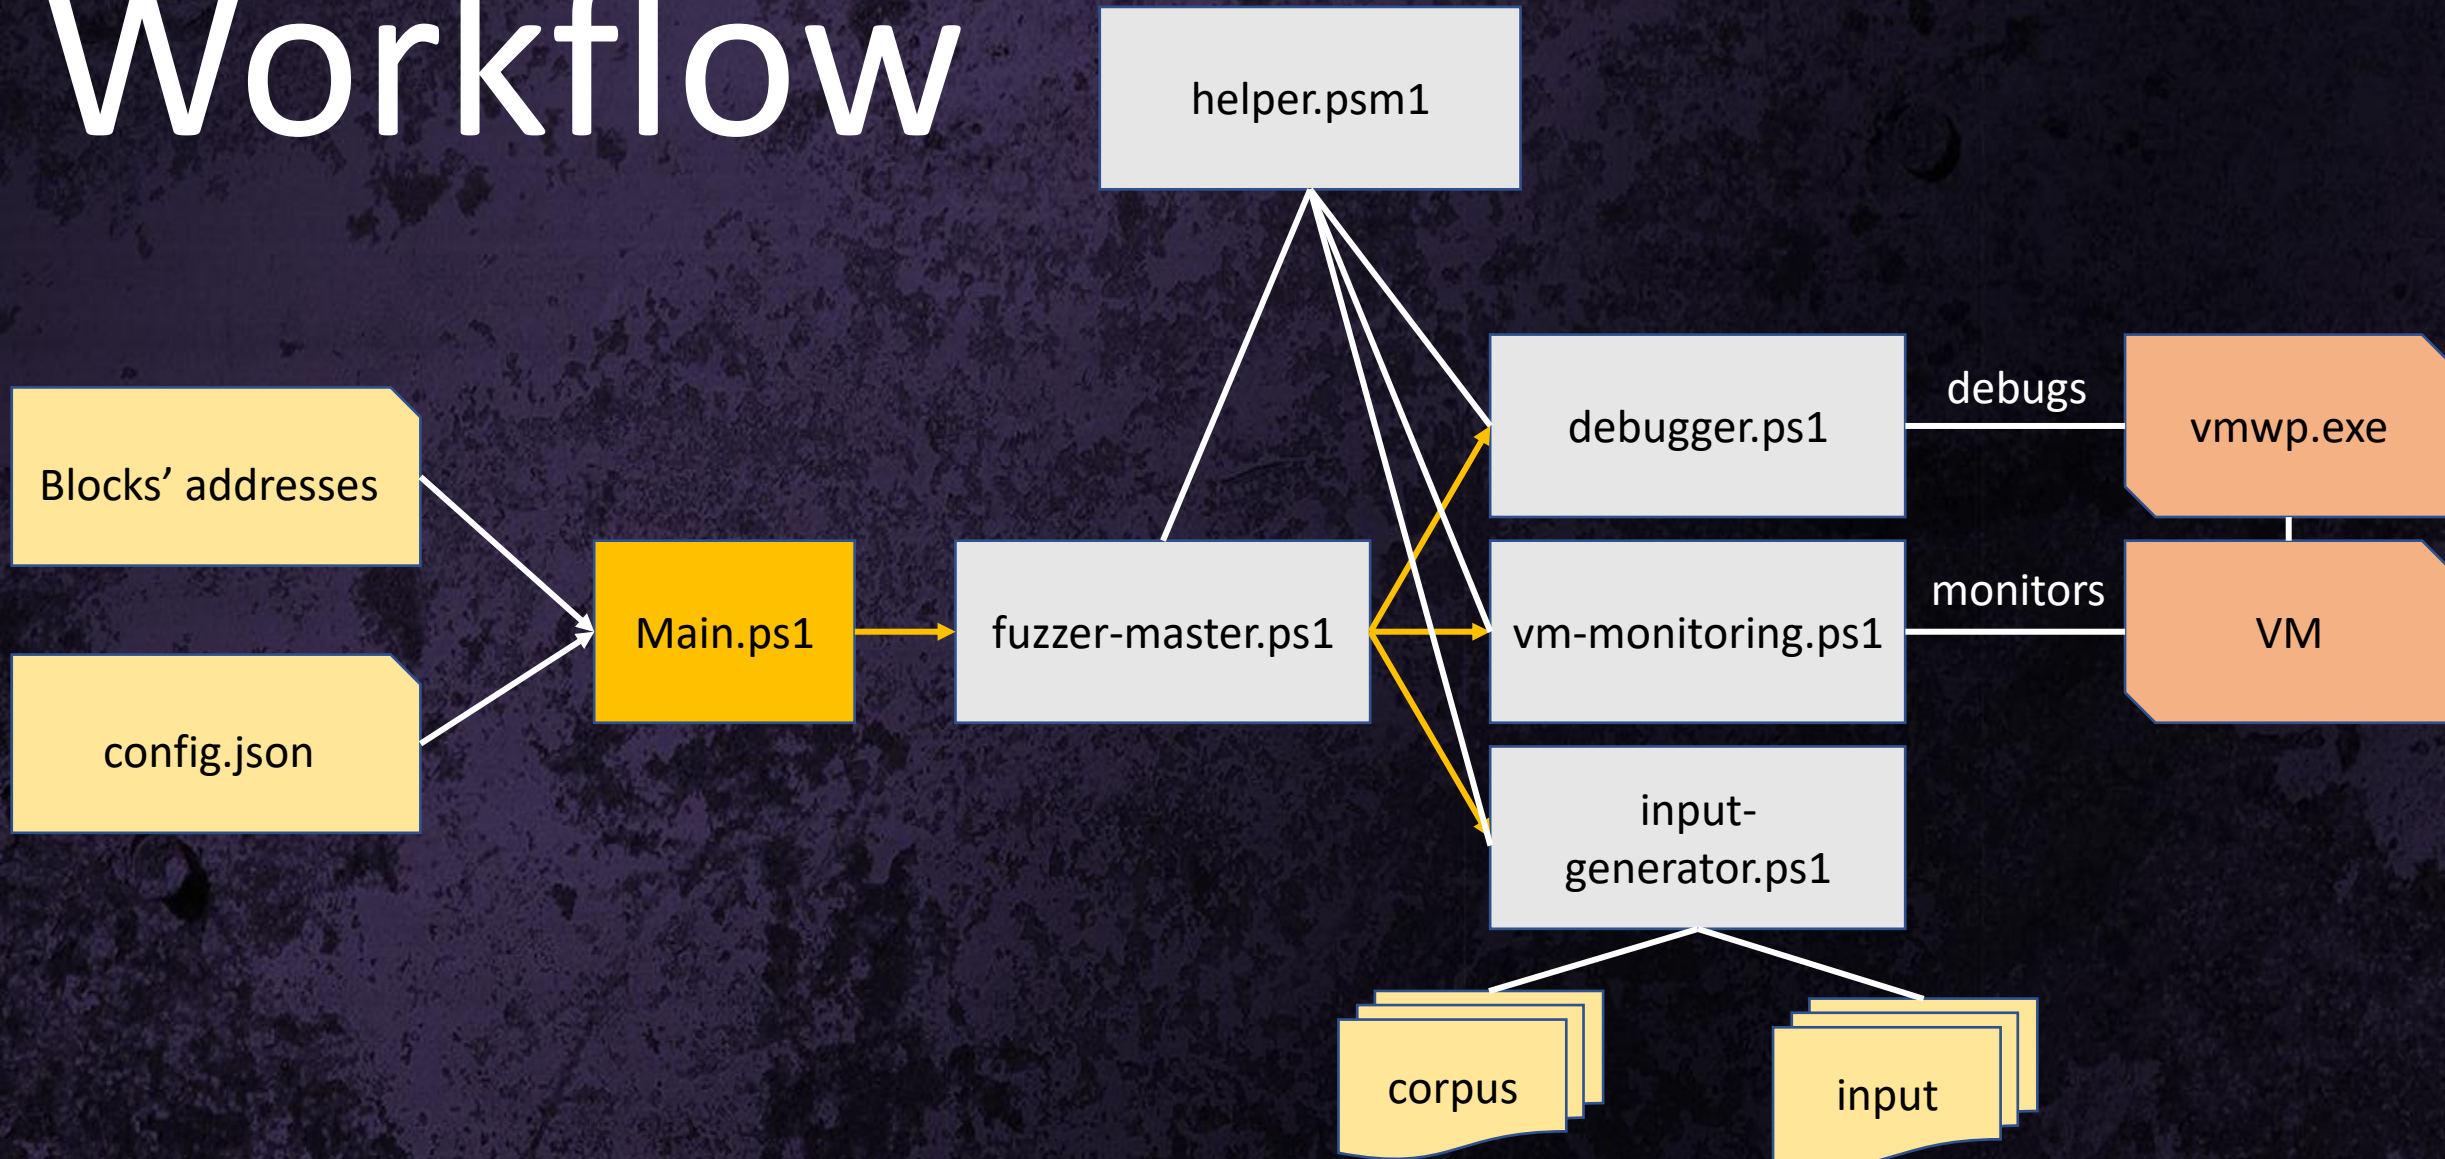 Workflow
helper.psm1
debugger.ps1
debugs
vmwp.exe
Blocks’ addresses
Main.ps1
fuzzer-master.ps1
vm-monitoring.ps1
monitors
VM
config.json
input-
generator.ps1
corpus
input